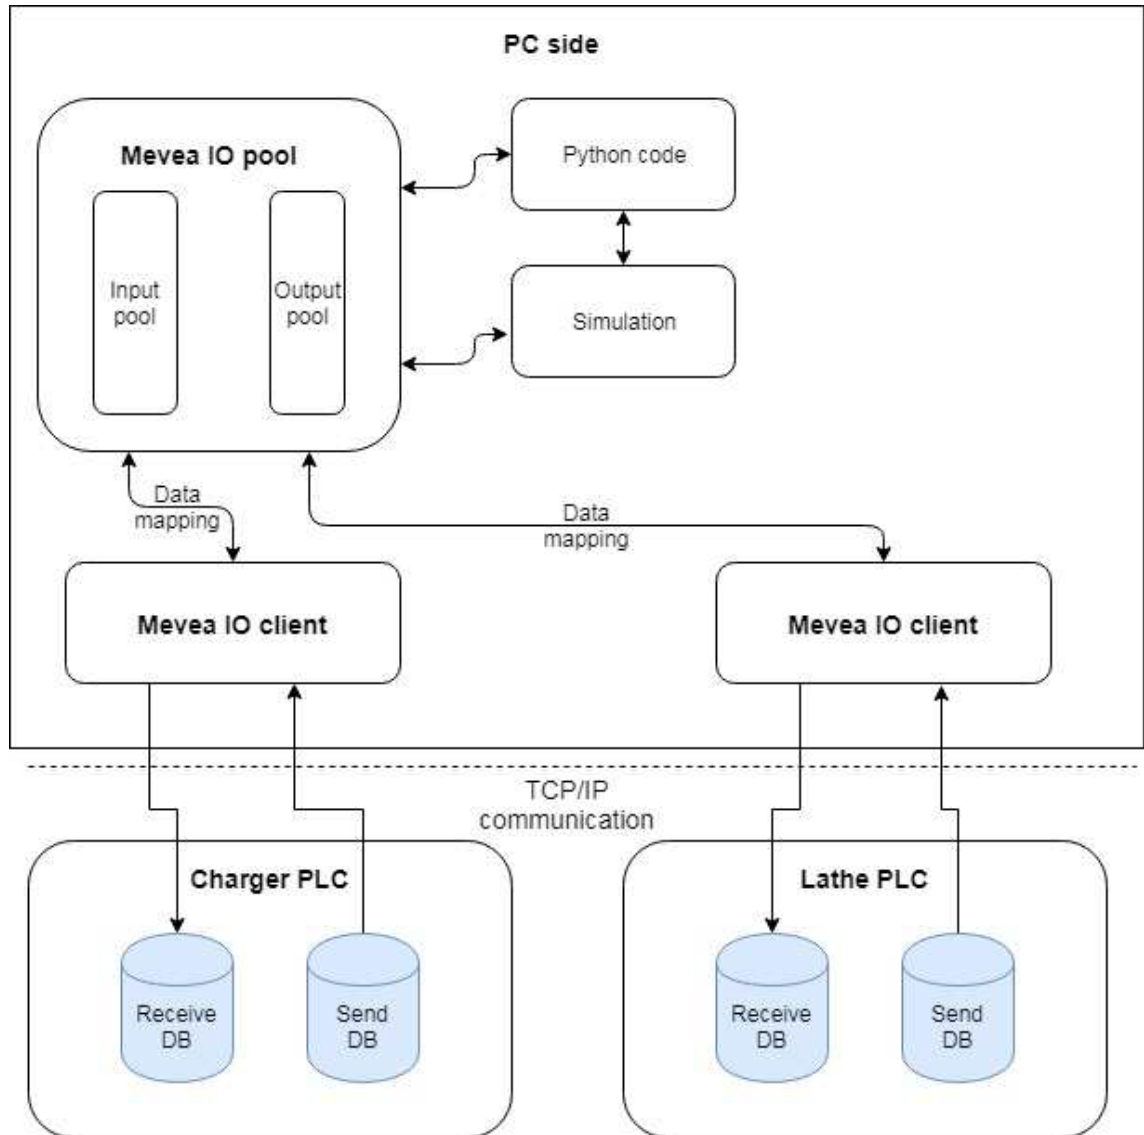 PC side
Mevea IO pool
Python code
Input
pool
Output
pool
Simulation
Data
mapping
Data
mapping
Mevea IO client
Mevea IO client
TCP/IP
communication
Charger PLC
Lathe PLC
Receive
DB
Send
DB
Receive
DB
Send
DB